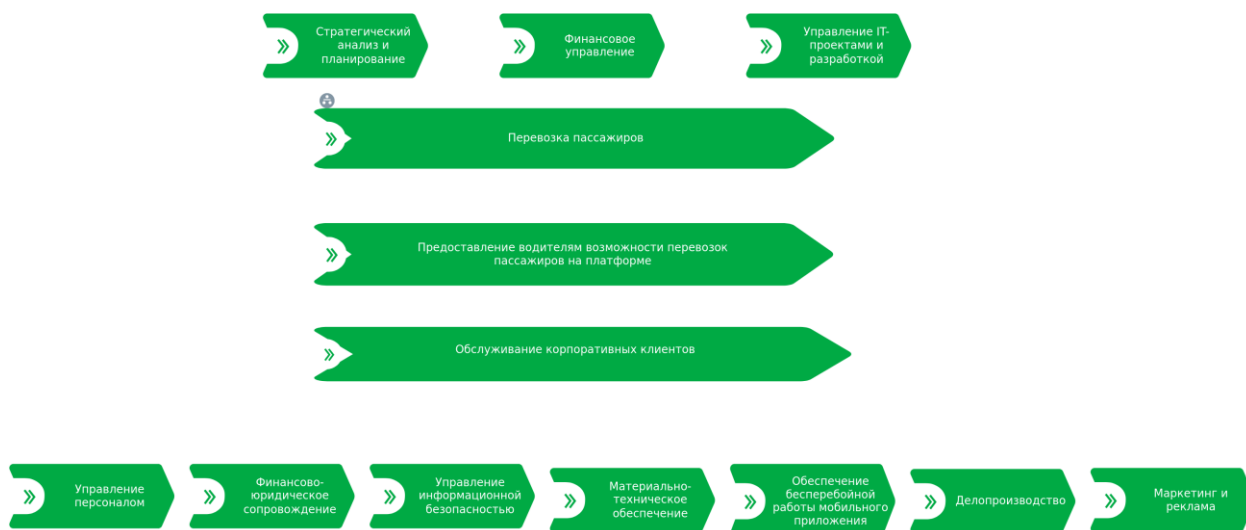 Стратегический
анализ и
планирование
Финансовое
управление
Управление IT-
проектами и
разработкой
Перевозка пассажиров
Предоставление водителям возможности перевозок
пассажиров на платформе
Обслуживание корпоративных клиентов
Управление
персоналом
Финансово-
юридическое
сопровождение
Управление
информационной
безопасностью
Материально-
техническое
обеспечение
Обеспечение
бесперебойной
работы мобильного
приложения
Делопроизводство
Маркетинг и
реклама